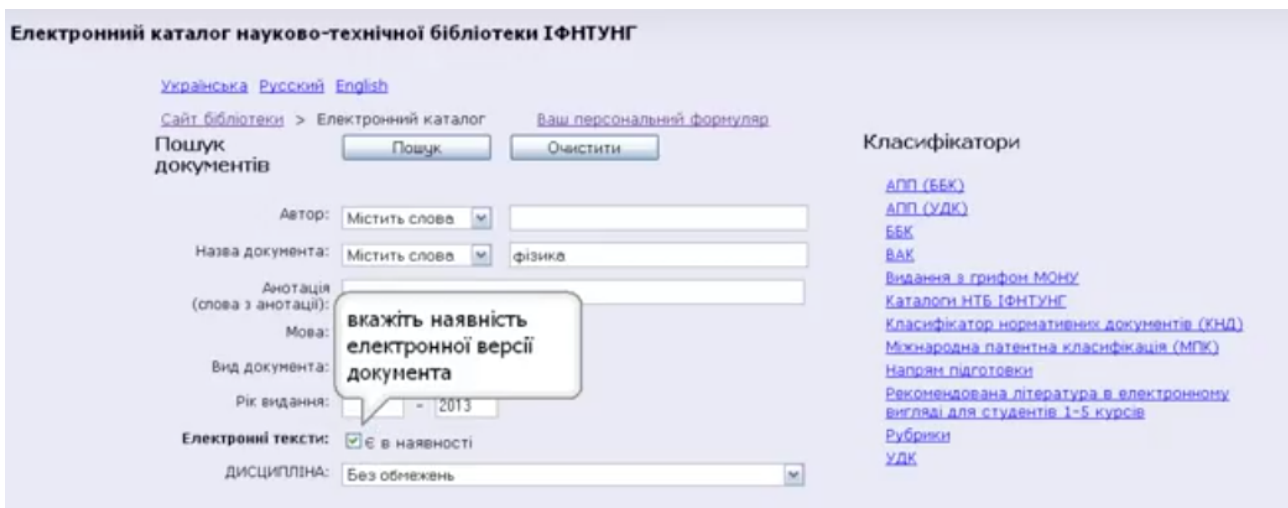 Електронний каталог науково-технічної бібліотеки ІФНТУНГ
Українська Русский English
Сайт бібліотеки > Електронний каталог Ваш персональний формуляр
Пошук
документів
Пошук Очистити
Автор: Містить слова
Назва документа: Містить слова фізика
Анотація
(слова з анотації):
Мова:
Вид документа:
Рік видання: - 2013
вкажіть наявність
електронної версії
документа
Електронні тексти: Є в наявності
ДИСЦИПЛІНА: Без обмежень
Класифікатори
АПП (ББК)
АПП (УДК)
ББК
ВАК
Видання з грифом МОНУ
Каталоги НТБ ІФНТУНГ
Класифікатор нормативних документів (КНД)
Міжнародна патентна класифікація (МПК)
Напрям підготовки
Рекомендована література в електронному
вигляді для студентів 1-5 курсів
Рубрики
УДК